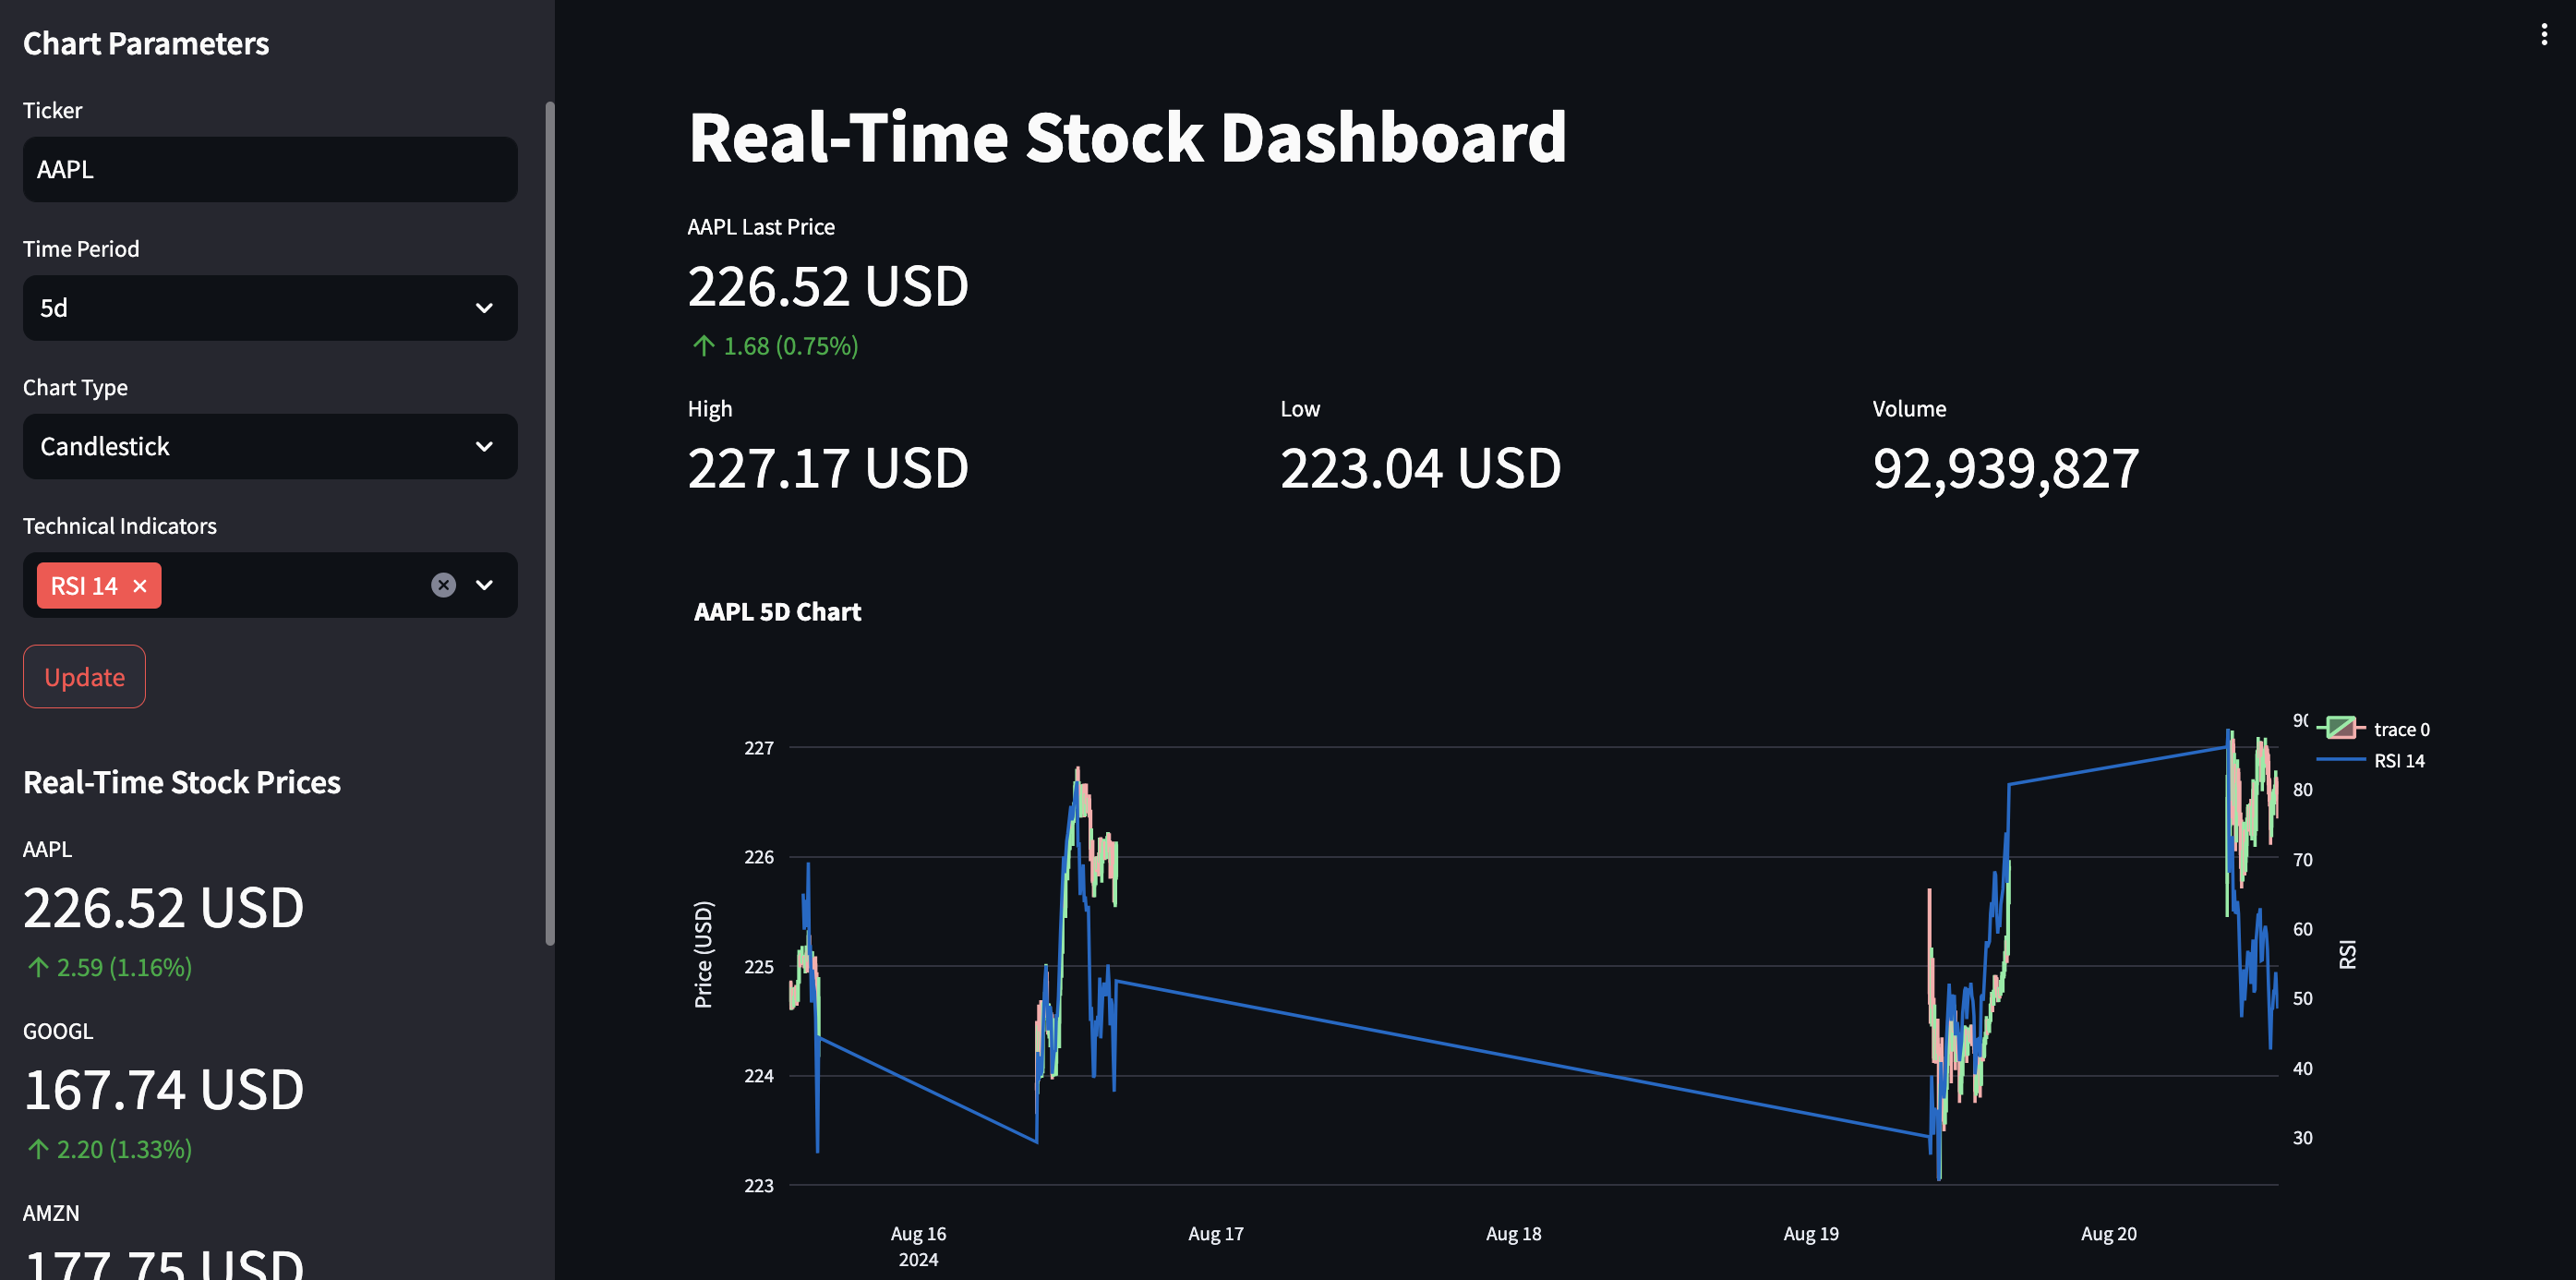 Chart Parameters
Ticker
AAPL
Time Period
5d
Chart Type
Candlestick
Technical Indicators
RSI 14
Update
Real-Time Stock Prices
AAPL
226.52 USD
2.59 (1.16%)
GOOGL
167.74 USD
2.20 (1.33%)
AMZN
177.75 USD
Real-Time Stock Dashboard
AAPL Last Price
226.52 USD
1.68 (0.75%)
High
227.17 USD
Low
223.04 USD
Volume
92,939,827
AAPL 5D Chart
Price (USD)
227
226
225
224
223
Aug 16
2024
Aug 17
Aug 18
Aug 19
Aug 20
90
80
70
60
50
40
30
RSI
trace 0
RSI 14